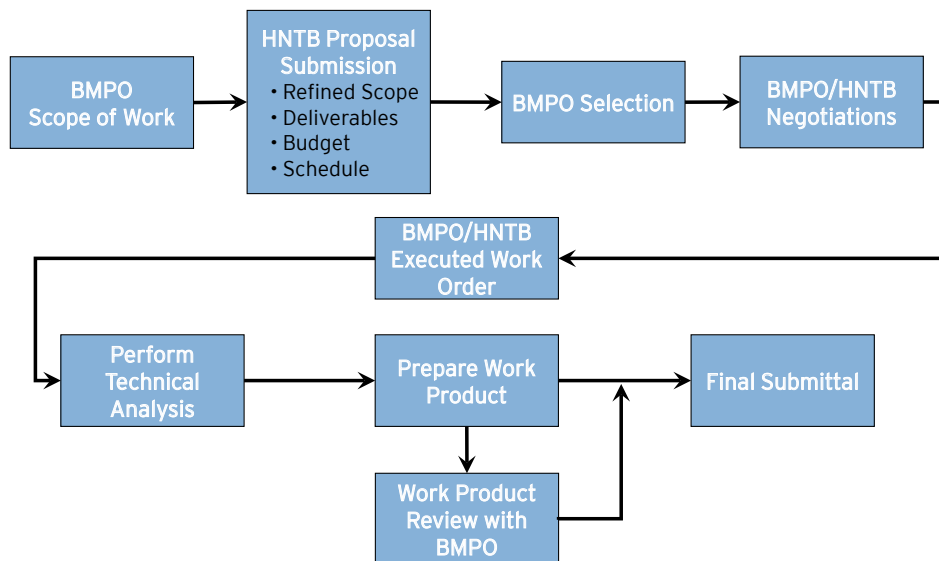 BMPO
Scope of Work
HNTB Proposal
Submission
• Refined Scope
• Deliverables
• Budget
• Schedule
BMPO Selection
BMPO/HNTB
Negotiations
BMPO/HNTB
Executed Work
Order
Perform
Technical
Analysis
Prepare Work
Product
Final Submittal
Work Product
Review with
BMPO